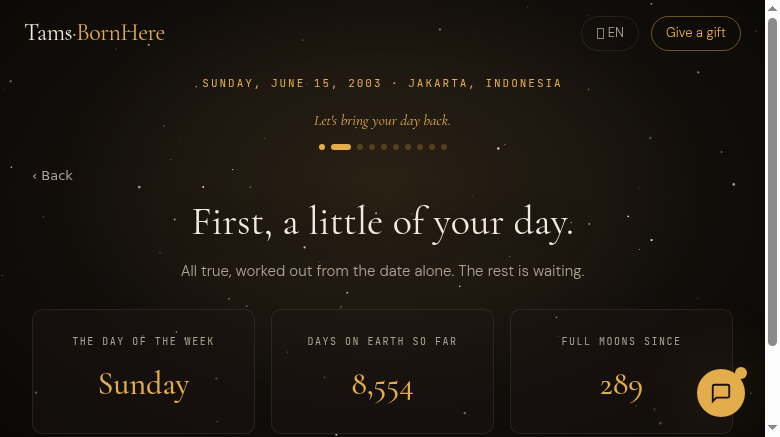 Tams·BornHere
EN
Give a gift
SUNDAY, JUNE 15, 2003 · JAKARTA, INDONESIA
Let's bring your day back.
‹ Back
First, a little of your day.
All true, worked out from the date alone. The rest is waiting.
THE DAY OF THE WEEK
Sunday
DAYS ON EARTH SO FAR
8,554
FULL MOONS SINCE
289